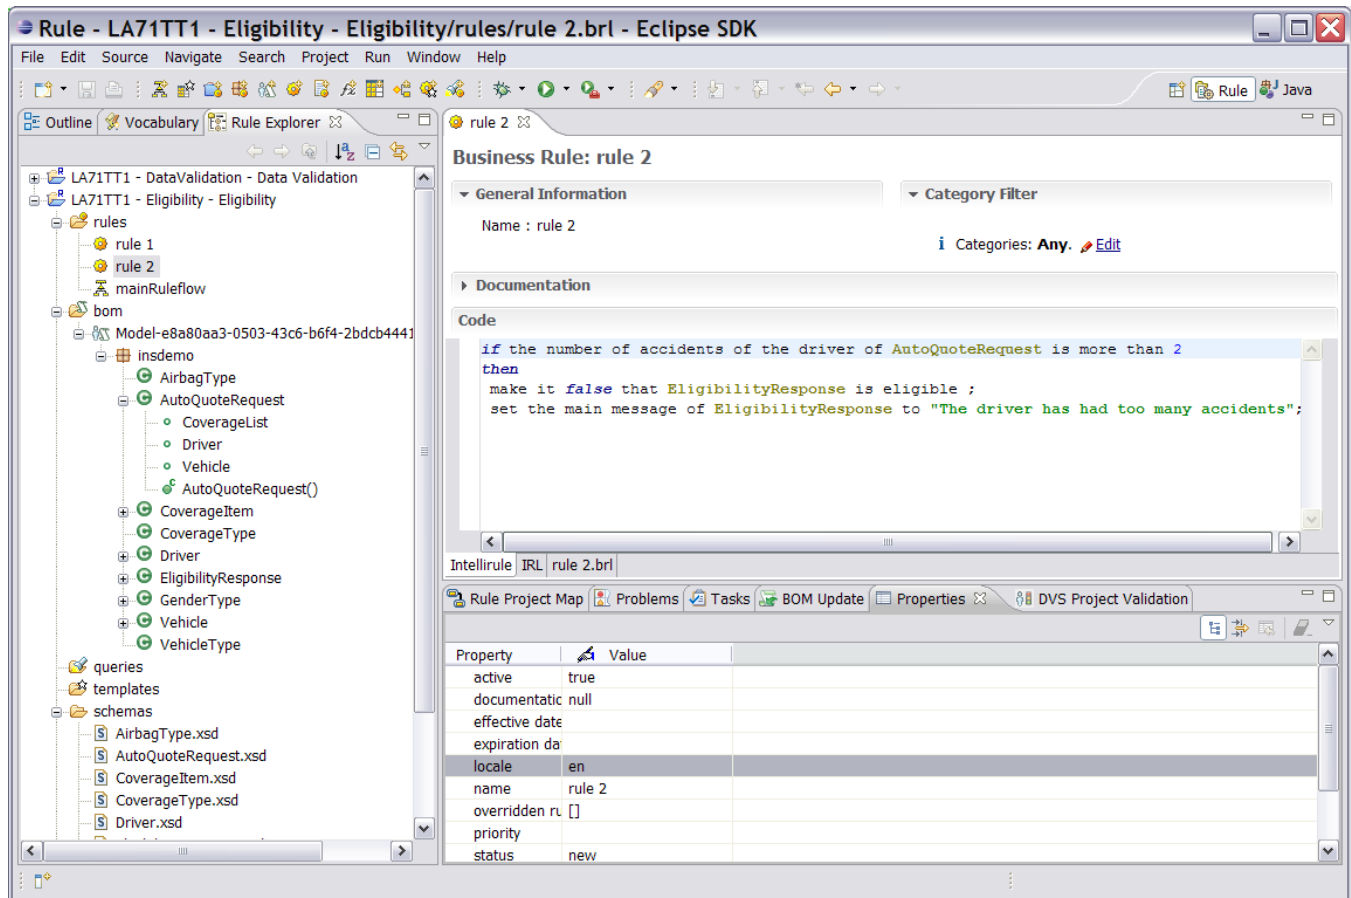 Rule - LA71TT1 - Eligibility - Eligibility/rules/rule 2.brl - Eclipse SDK
File Edit Source Navigate Search Project Run Window Help
Rule Java
Outline Vocabulary Rule Explorer
LA71TT1 - DataValidation - Data Validation
LA71TT1 - Eligibility - Eligibility
rules
rule 1
rule 2
mainRuleflow
bom
Model-e8a80aa3-0503-43c6-b6f4-2bdcb4441
insdemo
AirbagType
AutoQuoteRequest
CoverageList
Driver
Vehicle
AutoQuoteRequest()
CoverageItem
CoverageType
Driver
EligibilityResponse
GenderType
Vehicle
VehicleType
queries
templates
schemas
AirbagType.xsd
AutoQuoteRequest.xsd
CoverageItem.xsd
CoverageType.xsd
Driver.xsd
rule 2
Business Rule: rule 2
General Information
Name : rule 2
Category Filter
Categories: Any. Edit
Documentation
Code
if the number of accidents of the driver of AutoQuoteRequest is more than 2
then
make it false that EligibilityResponse is eligible ;
set the main message of EligibilityResponse to "The driver has had too many accidents";
Intellirule IRL rule 2.brl
Rule Project Map Problems Tasks BOM Update Properties DVS Project Validation
Property Value
active true
documentatic null
effective date
expiration da
locale en
name rule 2
overridden ru []
priority
status new